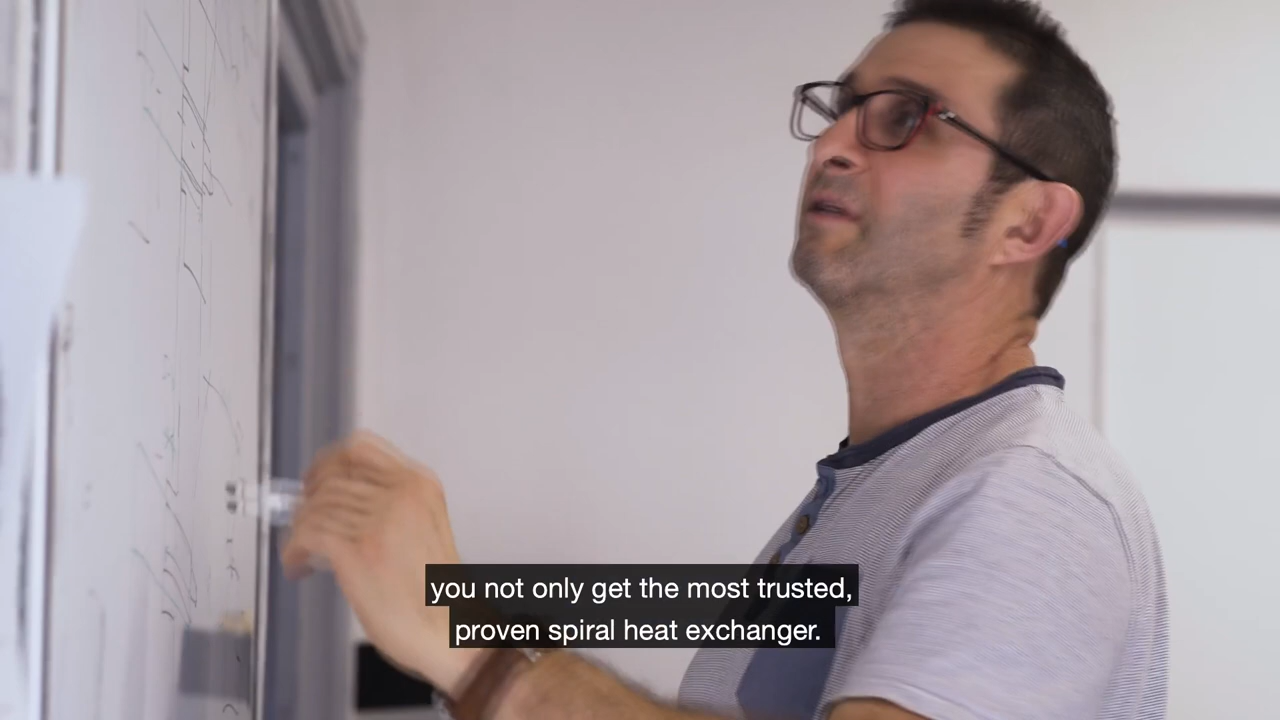 you not only get the most trusted,
proven spiral heat exchanger.